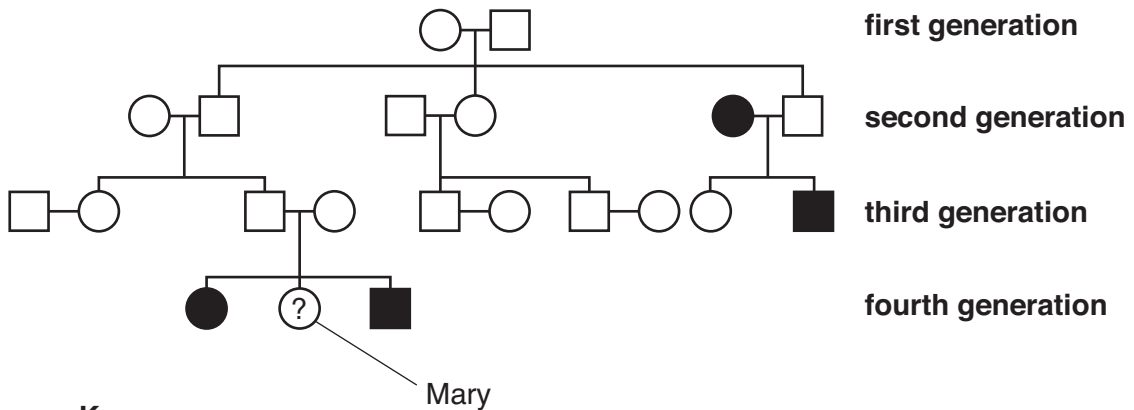 first generation
second generation
third generation
?
fourth generation
Mary